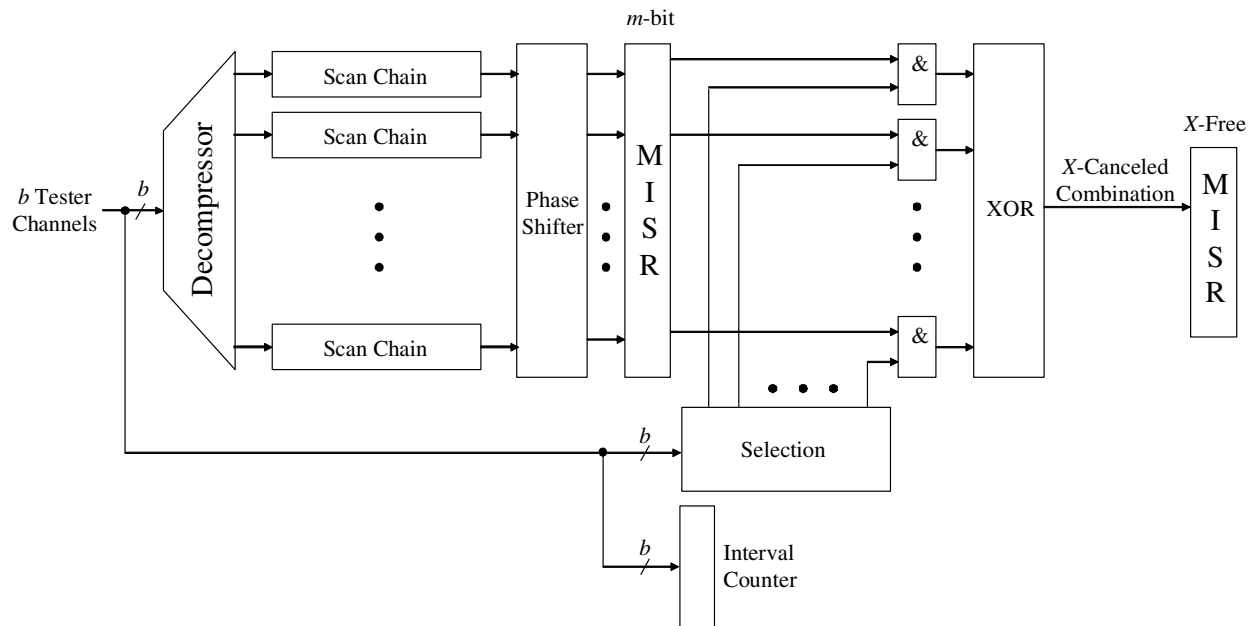 m-bit
Scan Chain
&
Scan Chain
&
X-Free
Decompressor
M
I
S
R
X-Canceled
Combination
M
I
S
R
b Tester
Channels
b
Phase
Shifter
XOR
Scan Chain
&
b
Selection
b
Interval
Counter